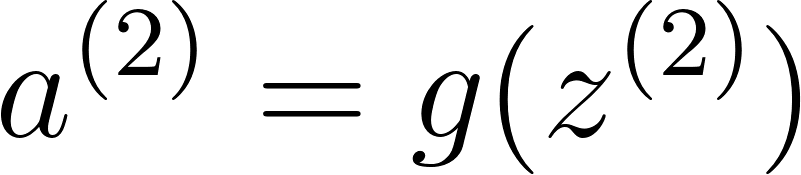 a^{(2)} = g(z^{(2)})